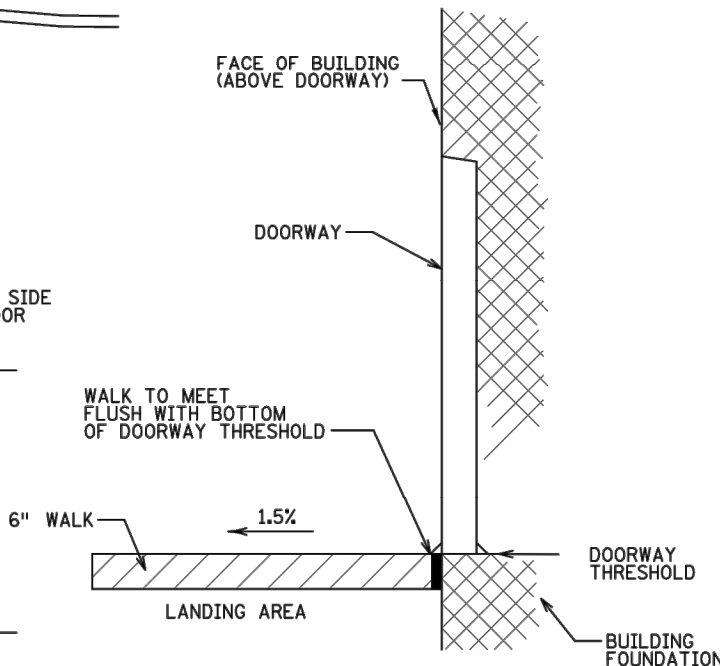 FACE OF BUILDING
(ABOVE DOORWAY)
DOORWAY
SIDE
WALK TO MEET
FLUSH WITH BOTTOM
OF DOORWAY THRESHOLD
6" WALK
1.5%
DOORWAY
THRESHOLD
LANDING AREA
BUILDING
FOUNDATION